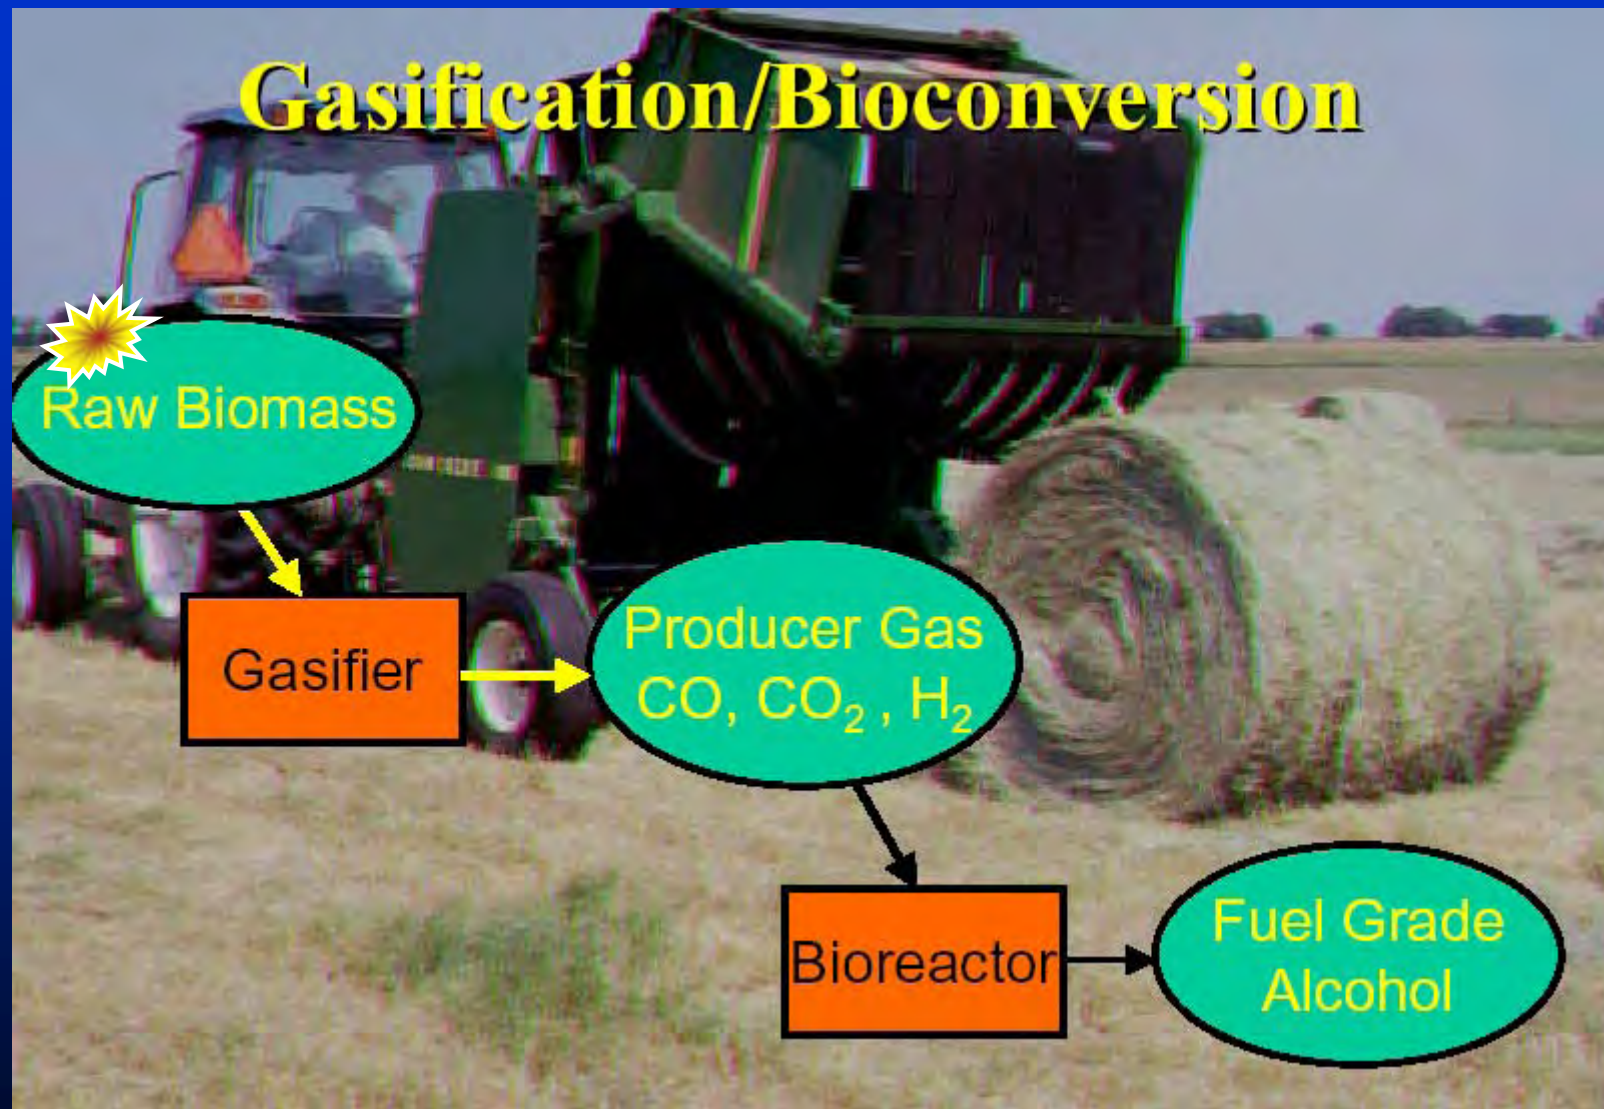 Gasification/Bioconversion
Raw Biomass
Gasifier
Producer Gas
CO, CO₂ , H₂
Bioreactor
Fuel Grade
Alcohol